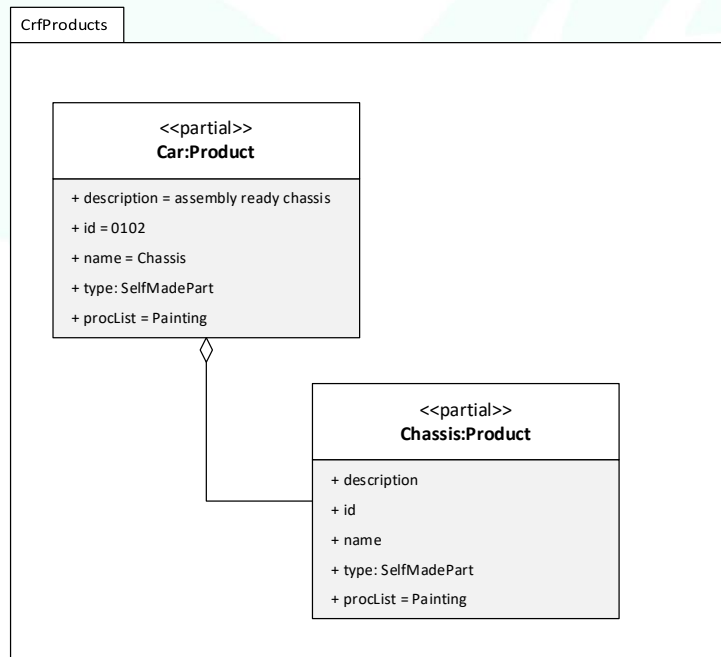 CrfProducts
<<partial>>
Car:Product
+ description = assembly ready chassis
+ id = 0102
+ name = Chassis
+ type: SelfMadePart
+ procList = Painting
<<partial>>
Chassis:Product
+ description
+ id
+ name
+ type: SelfMadePart
+ procList = Painting